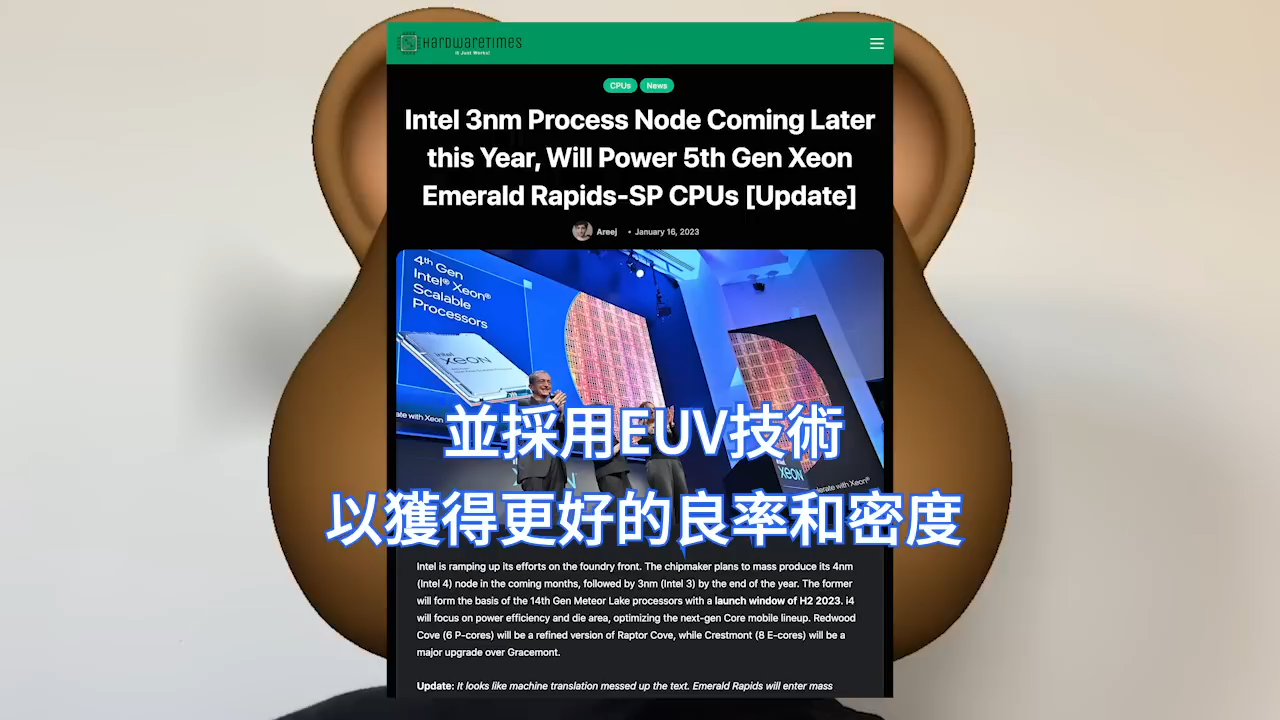 HARDWARETIMES
It Just Works!
CPUs News
Intel 3nm Process Node Coming Later
this Year, Will Power 5th Gen Xeon
Emerald Rapids-SP CPUs [Update]
Areej • January 16, 2023
4th Gen
Intel® Xeon®
Scalable
Processors
intel
XEON
ate with Xeon
XEON
elerate with Xeon®
並採用EUV技術
以獲得更好的良率和密度
Intel is ramping up its efforts on the foundry front. The chipmaker plans to mass produce its 4nm
(Intel 4) node in the coming months, followed by 3nm (Intel 3) by the end of the year. The former
will form the basis of the 14th Gen Meteor Lake processors with a launch window of H2 2023. i4
will focus on power efficiency and die area, optimizing the next-gen Core mobile lineup. Redwood
Cove (6 P-cores) will be a refined version of Raptor Cove, while Crestmont (8 E-cores) will be a
major upgrade over Gracemont.
Update: It looks like machine translation messed up the text. Emerald Rapids will enter mass